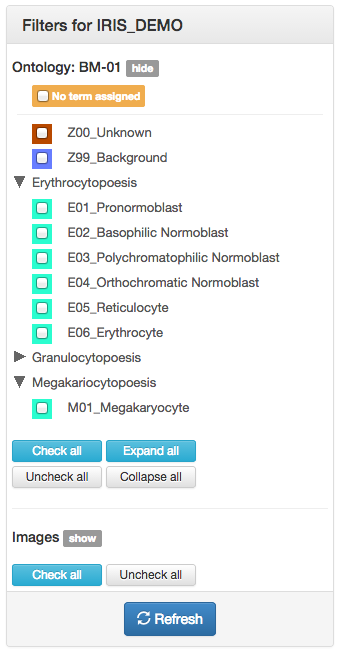 Filters for IRIS_DEMO
Ontology: BM-01 hide
No term assigned
Z00_Unknown
Z99_Background
Erythrocytopoesis
E01_Pronormoblast
E02_Basophilic Normoblast
E03_Polychromatophilic Normoblast
E04_Orthochromatic Normoblast
E05_Reticulocyte
E06_Erythrocyte
Granulocytopoesis
Megakariocytopoesis
M01_Megakaryocyte
Check all Expand all
Uncheck all Collapse all
Images show
Check all Uncheck all
Refresh